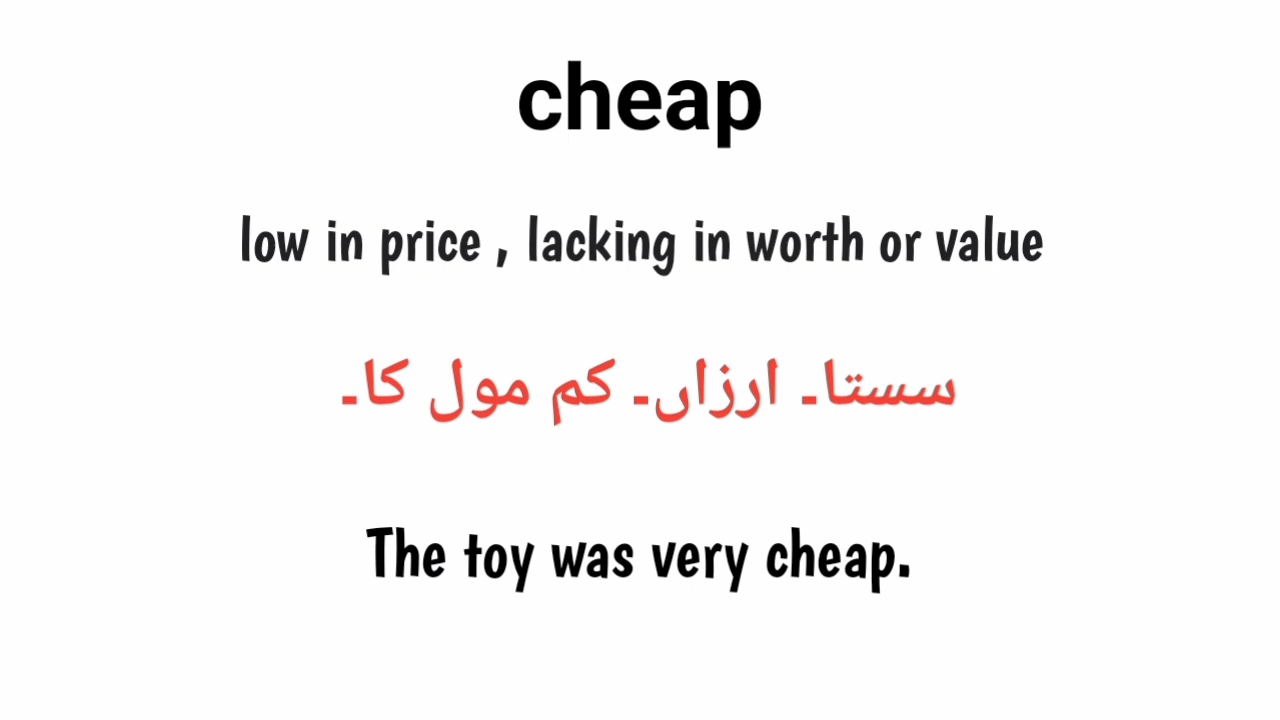 cheap
low in price , lacking in worth or value
سستا۔ ارزاں۔ کم مول کا۔
The toy was very cheap.